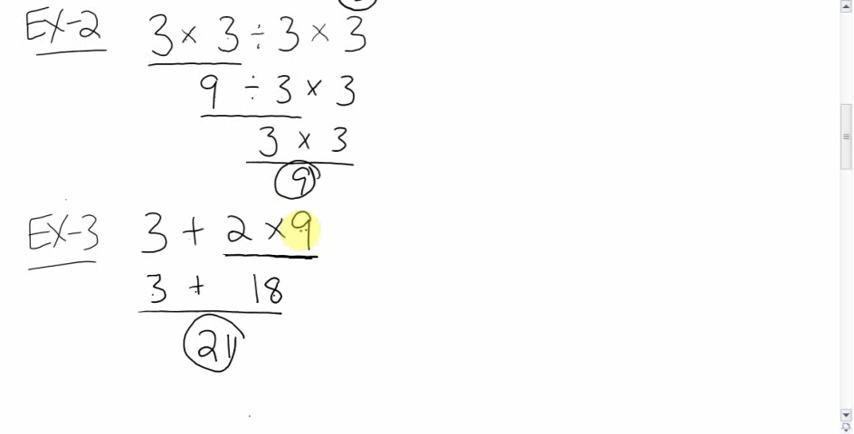 EX-2 3 × 3 ÷ 3 × 3
9 ÷ 3 × 3
3 × 3
9
EX-3 3 + 2 × 9
3 + 18
21